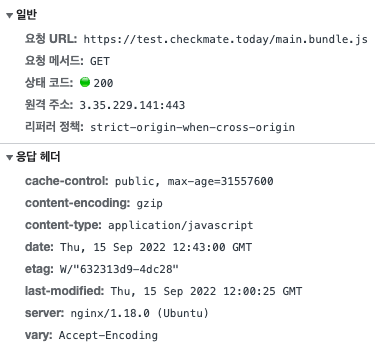 일반
요청 URL: https://test.checkmate.today/main.bundle.js
요청 메서드: GET
상태 코드: 200
원격 주소: 3.35.229.141:443
리퍼러 정책: strict-origin-when-cross-origin
응답 헤더
cache-control: public, max-age=31557600
content-encoding: gzip
content-type: application/javascript
date: Thu, 15 Sep 2022 12:43:00 GMT
etag: W/"632313d9-4dc28"
last-modified: Thu, 15 Sep 2022 12:00:25 GMT
server: nginx/1.18.0 (Ubuntu)
vary: Accept-Encoding